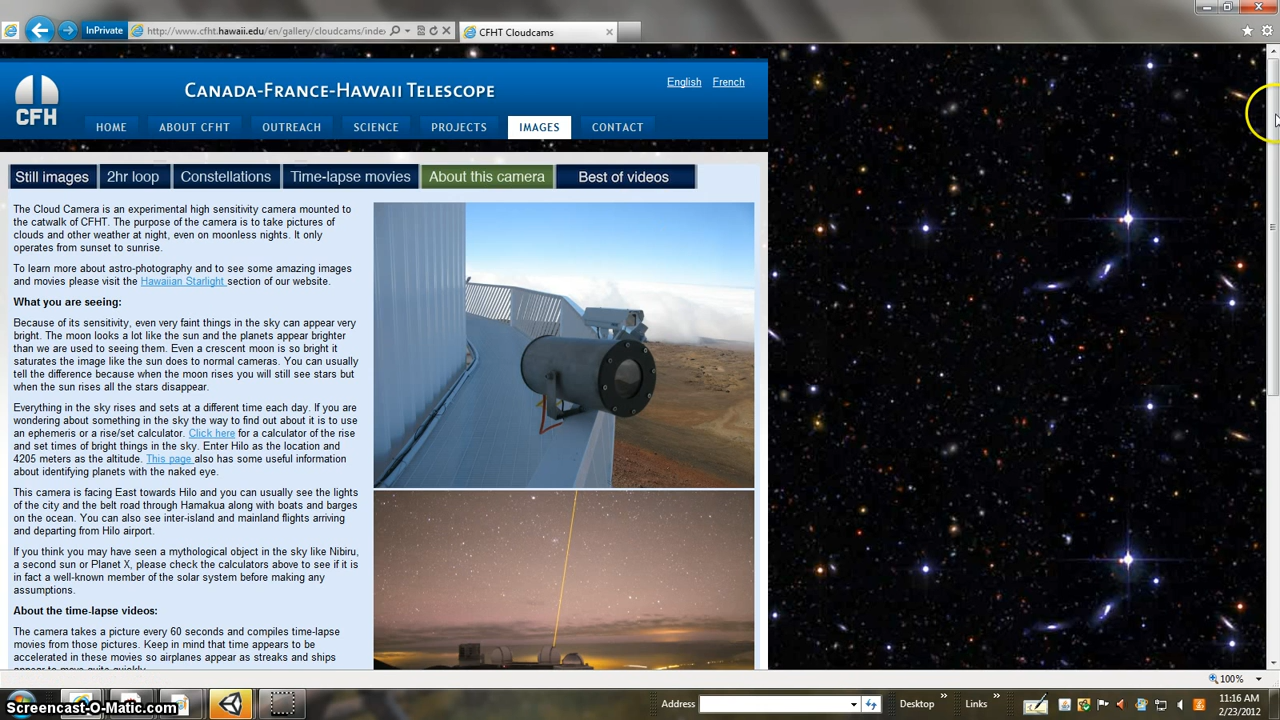 InPrivate
http://www.cfht.hawaii.edu/en/gallery/cloudcams/inde
CFHT Cloudcams
CFH
CANADA-FRANCE-HAWAII TELESCOPE
English French
HOME ABOUT CFHT OUTREACH SCIENCE PROJECTS IMAGES CONTACT
Still images 2hr loop Constellations Time-lapse movies About this camera Best of videos
The Cloud Camera is an experimental high sensitivity camera mounted to
the catwalk of CFHT. The purpose of the camera is to take pictures of
clouds and other weather at night, even on moonless nights. It only
operates from sunset to sunrise.
To learn more about astro-photography and to see some amazing images
and movies please visit the Hawaiian Starlight section of our website.
What you are seeing:
Because of its sensitivity, even very faint things in the sky can appear very
bright. The moon looks a lot like the sun and the planets appear brighter
than we are used to seeing them. Even a crescent moon is so bright it
saturates the image like the sun does to normal cameras. You can usually
tell the difference because when the moon rises you will still see stars but
when the sun rises all the stars disappear.
Everything in the sky rises and sets at a different time each day. If you are
wondering about something in the sky the way to find out about it is to use
an ephemeris or a rise/set calculator. Click here for a calculator of the rise
and set times of bright things in the sky. Enter Hilo as the location and
4205 meters as the altitude. This page also has some useful information
about identifying planets with the naked eye.
This camera is facing East towards Hilo and you can usually see the lights
of the city and the belt road through Hamakua along with boats and barges
on the ocean. You can also see inter-island and mainland flights arriving
and departing from Hilo airport.
If you think you may have seen a mythological object in the sky like Nibiru,
a second sun or Planet X, please check the calculators above to see if it is
in fact a well-known member of the solar system before making any
assumptions.
About the time-lapse videos:
The camera takes a picture every 60 seconds and compiles time-lapse
movies from those pictures. Keep in mind that time appears to be
accelerated in these movies so airplanes appear as streaks and ships
appear to move quite quickly.
100%
Screencast-O-Matic.com
Address
Desktop
Links
11:16 AM
2/23/2012